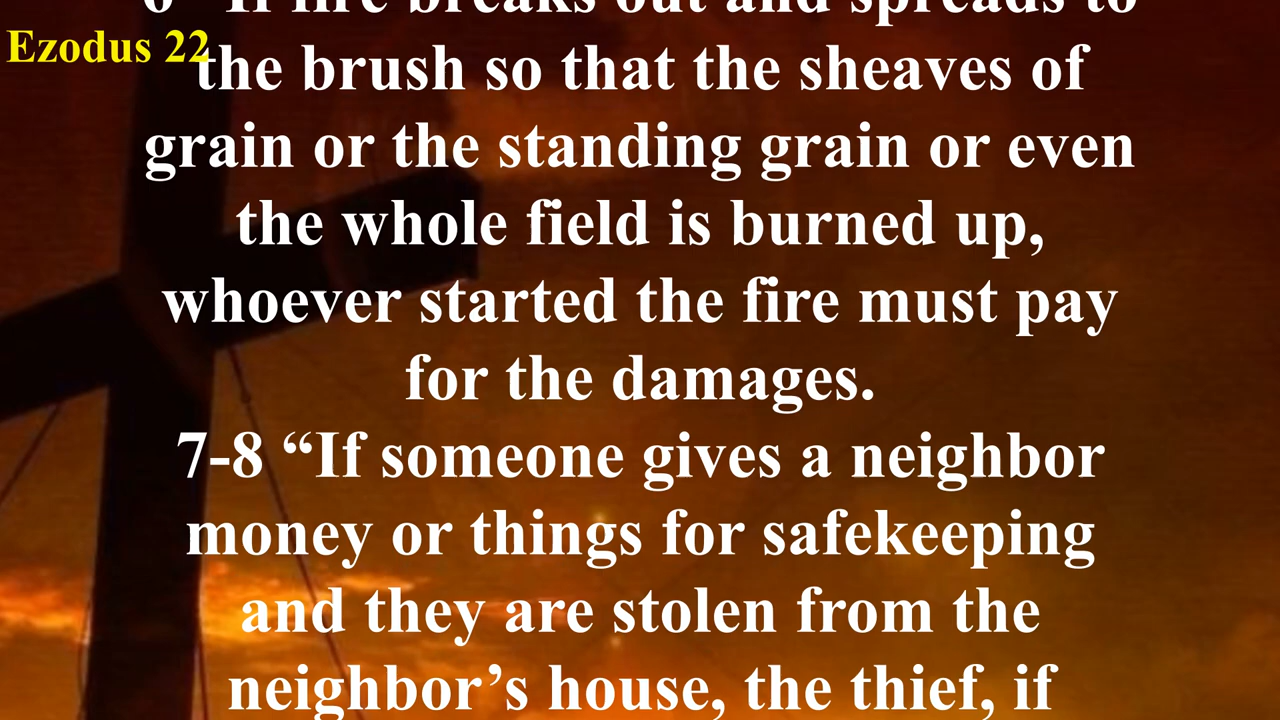 6 “If fire breaks out and spreads to
Ezodus 22
the brush so that the sheaves of
grain or the standing grain or even
the whole field is burned up,
whoever started the fire must pay
for the damages.
7-8 “If someone gives a neighbor
money or things for safekeeping
and they are stolen from the
neighbor’s house, the thief, if